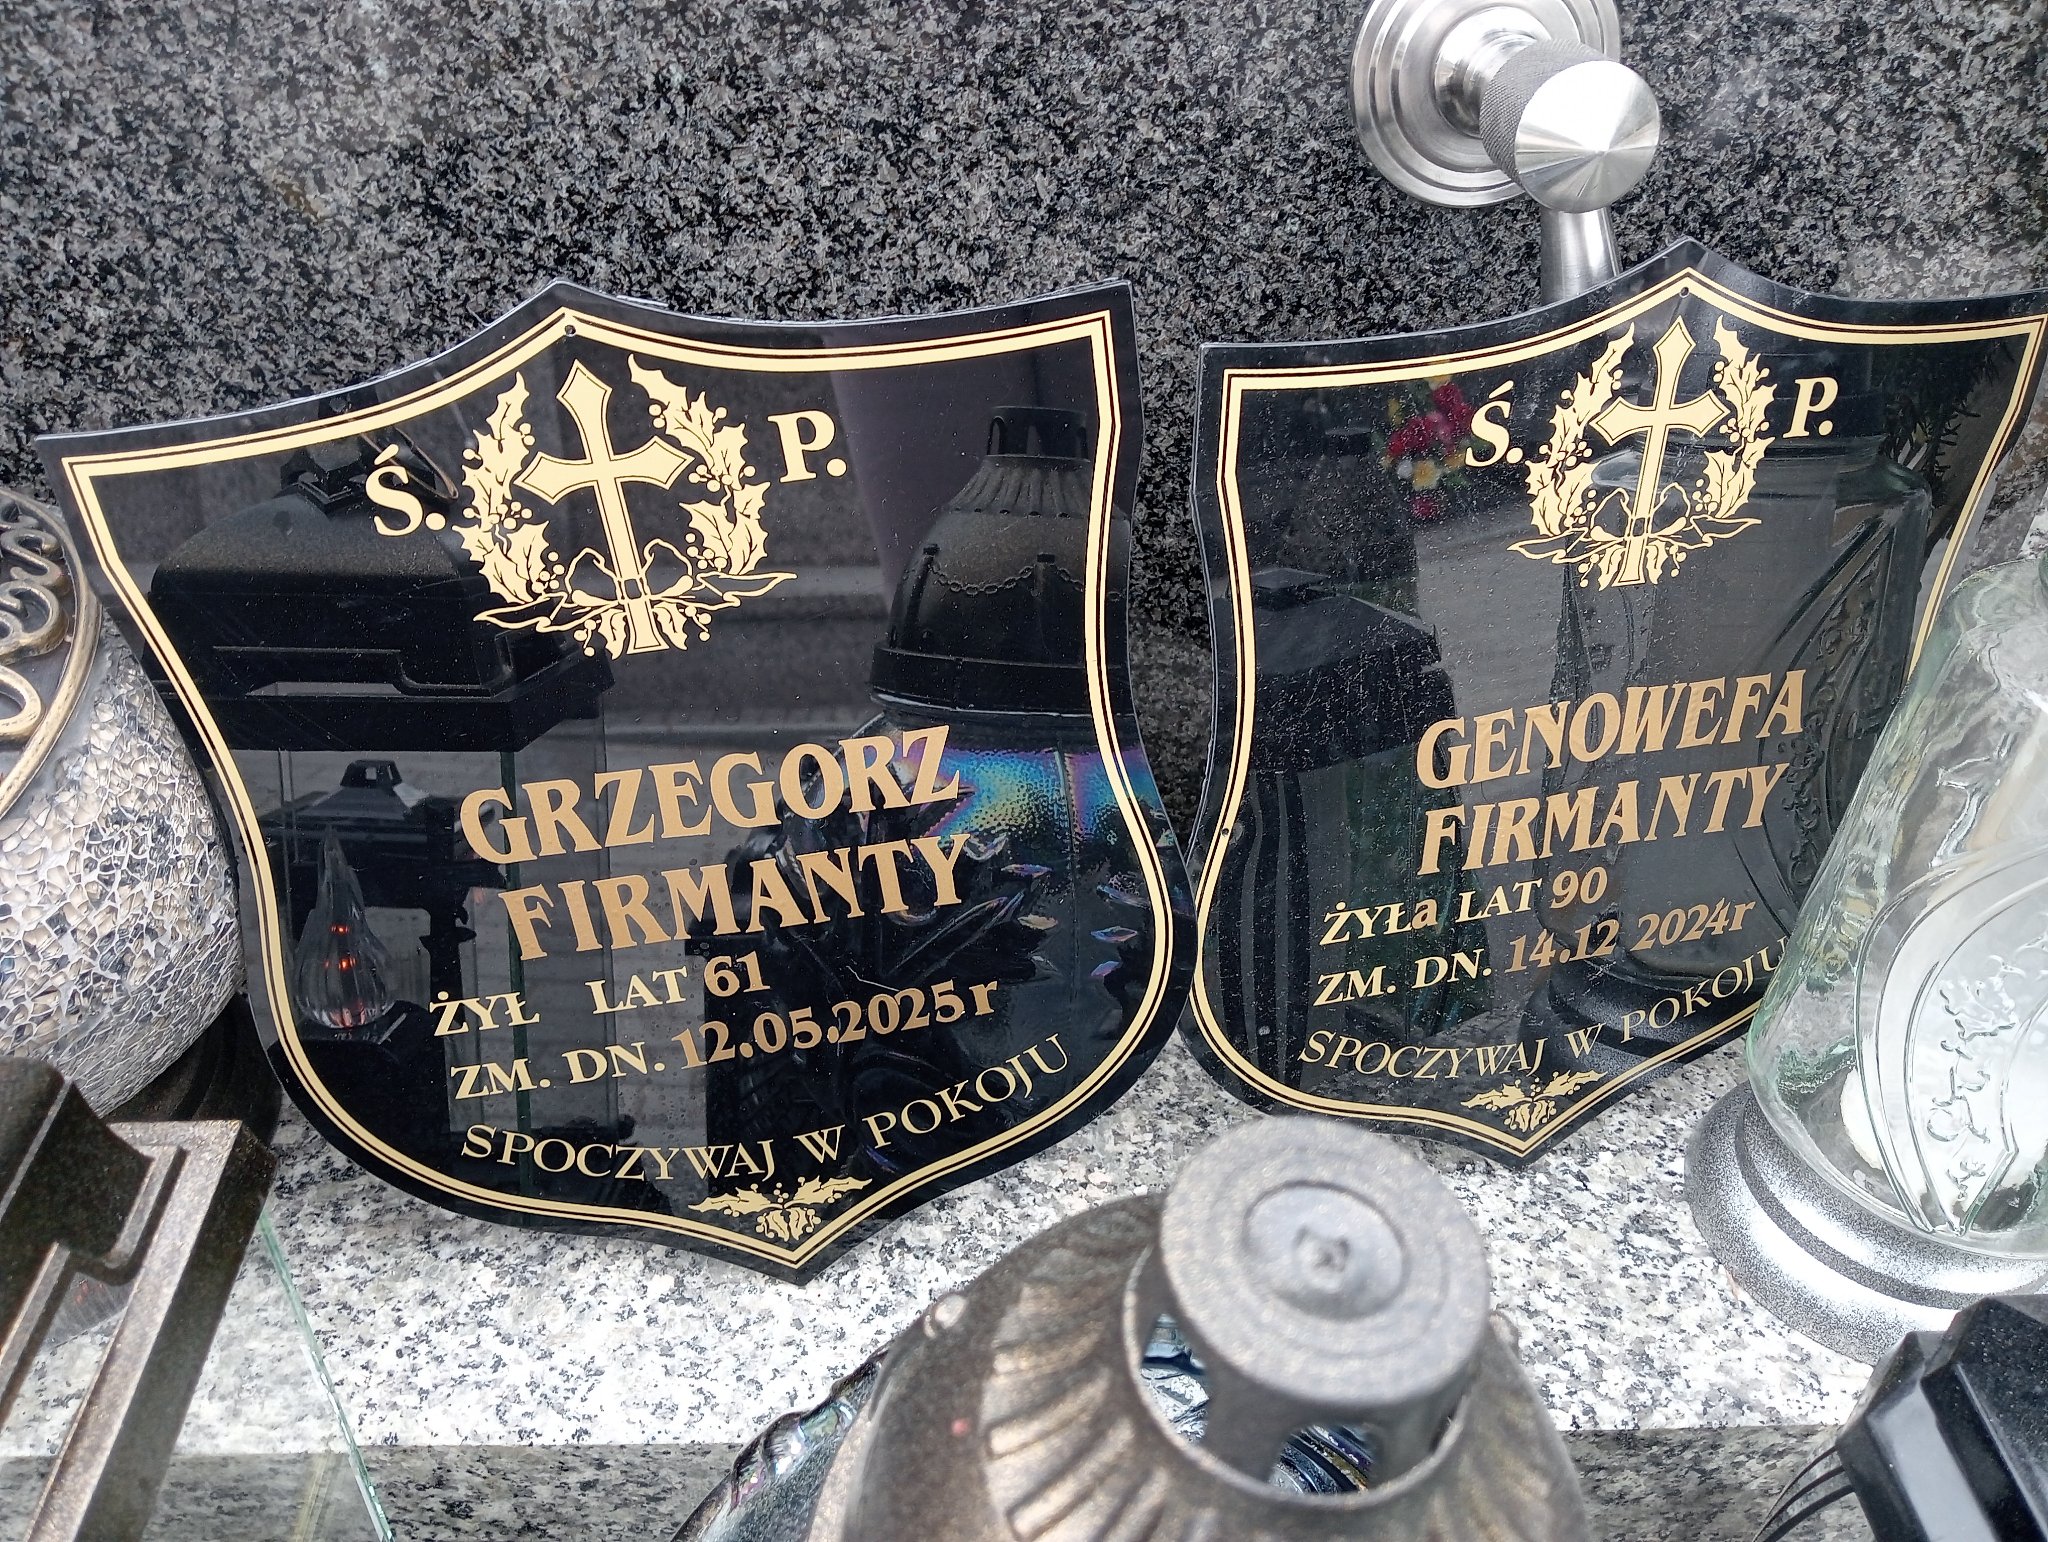 Ś. P.
GRZEGORZ
FIRMANTY
ŻYŁ LAT 61
ZM. DN. 12.05.2025r
SPOCZYWAJ W POKOJU
Ś. P.
GENOWEFA
FIRMANTY
ŻYŁa LAT 90
ZM. DN. 14.12 2024r
SPOCZYWAJ W POKOJU